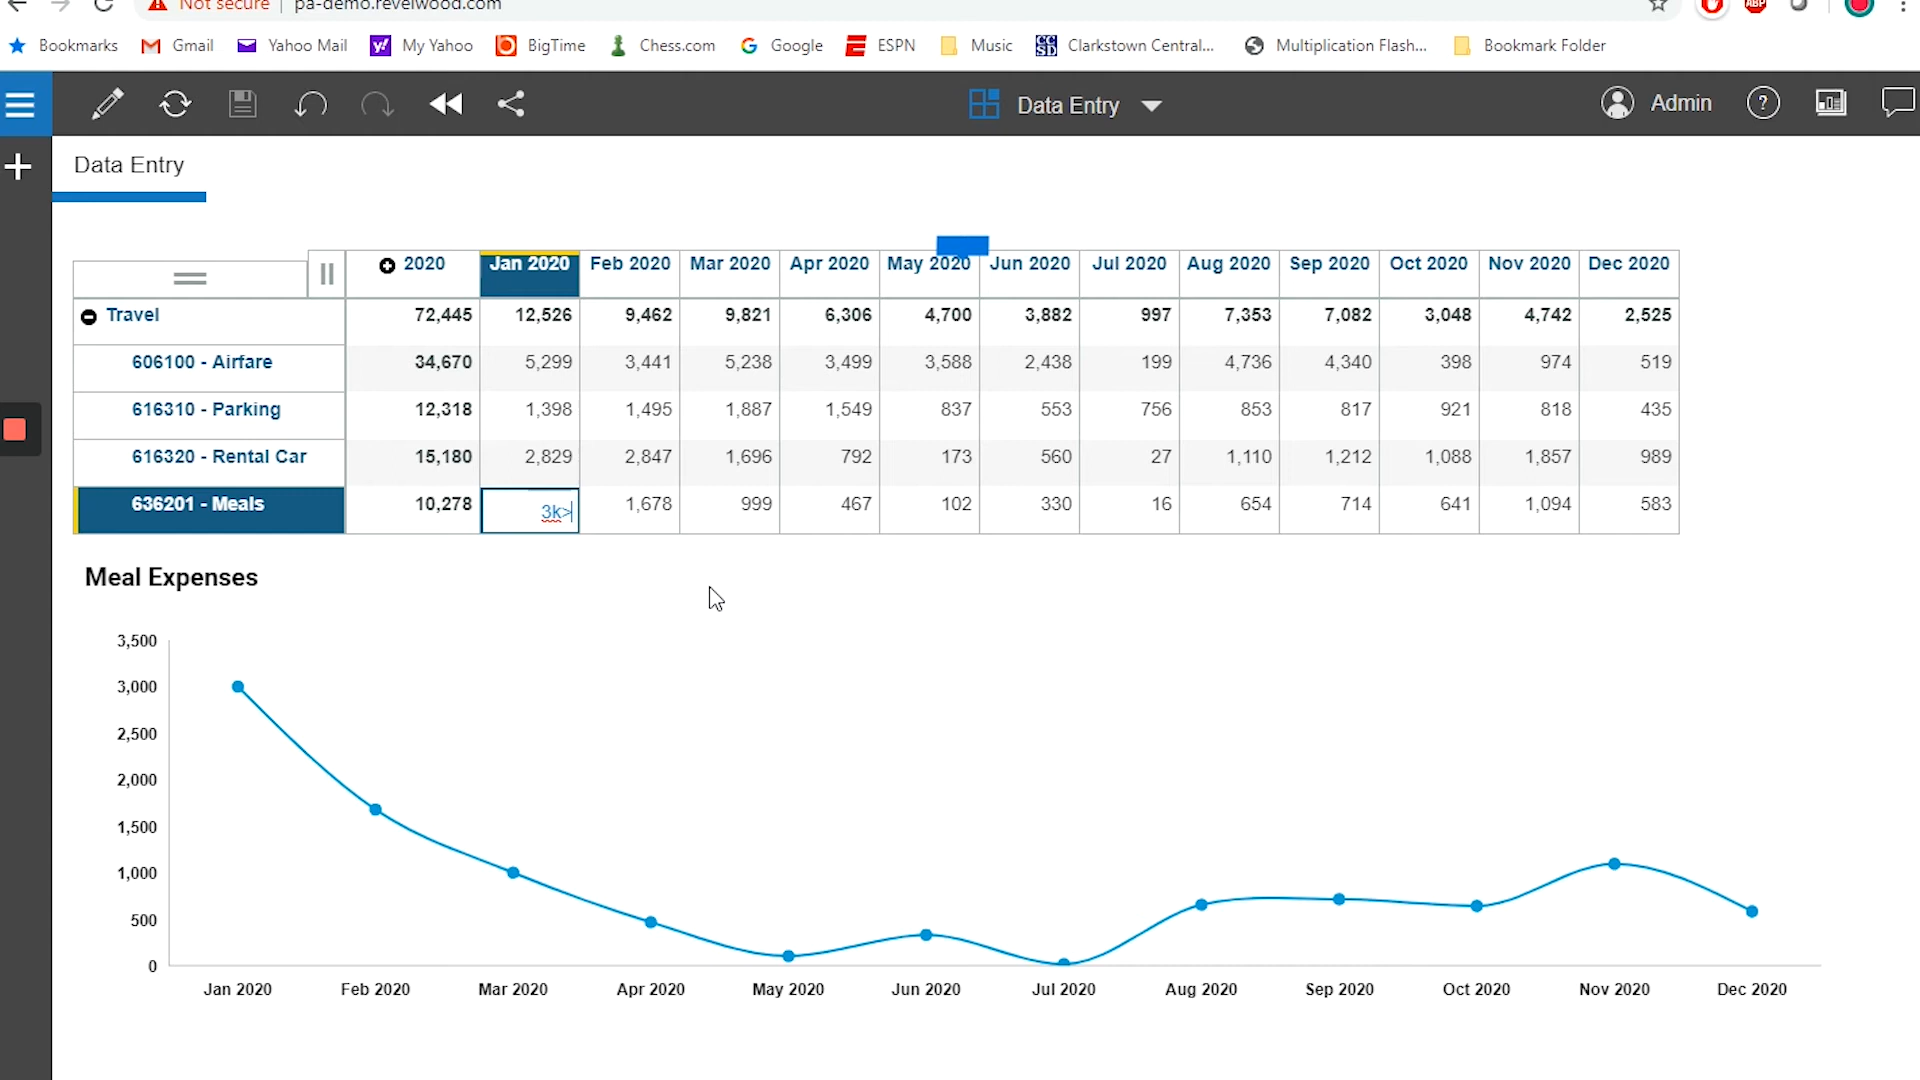 Not secure | pa-demo.revelwood.com
ABP
Bookmarks Gmail Yahoo Mail My Yahoo BigTime Chess.com Google ESPN Music CC SD Clarkstown Central... Multiplication Flash... Bookmark Folder
Data Entry Admin ?
Data Entry
2020 Jan 2020 Feb 2020 Mar 2020 Apr 2020 May 2020 Jun 2020 Jul 2020 Aug 2020 Sep 2020 Oct 2020 Nov 2020 Dec 2020
Travel 72,445 12,526 9,462 9,821 6,306 4,700 3,882 997 7,353 7,082 3,048 4,742 2,525
606100 - Airfare 34,670 5,299 3,441 5,238 3,499 3,588 2,438 199 4,736 4,340 398 974 519
616310 - Parking 12,318 1,398 1,495 1,887 1,549 837 553 756 853 817 921 818 435
616320 - Rental Car 15,180 2,829 2,847 1,696 792 173 560 27 1,110 1,212 1,088 1,857 989
636201 - Meals 10,278 3k> 1,678 999 467 102 330 16 654 714 641 1,094 583
Meal Expenses
3,500
3,000
2,500
2,000
1,500
1,000
500
0
Jan 2020 Feb 2020 Mar 2020 Apr 2020 May 2020 Jun 2020 Jul 2020 Aug 2020 Sep 2020 Oct 2020 Nov 2020 Dec 2020